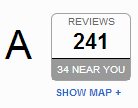 A
REVIEWS
241
34 NEAR YOU
SHOW MAP +